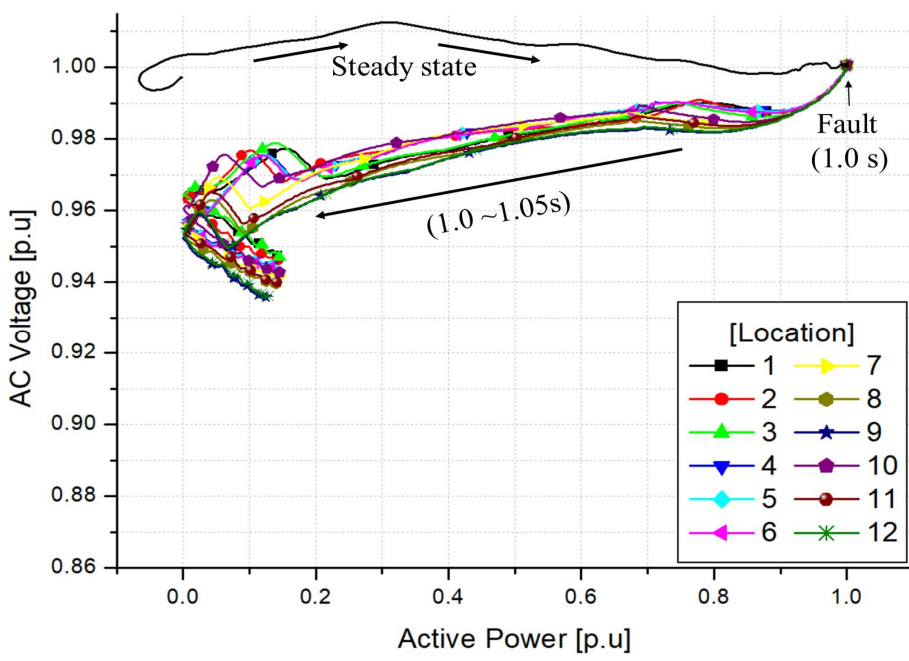 1.00
0.98
0.96
0.94
0.92
0.90
0.88
0.86
AC Voltage [p.u]
Steady state
Fault
(1.0 s)
(1.0 ~1.05s)
[Location]
1 7
2 8
3 9
4 10
5 11
6 12
0.0 0.2 0.4 0.6 0.8 1.0
Active Power [p.u]